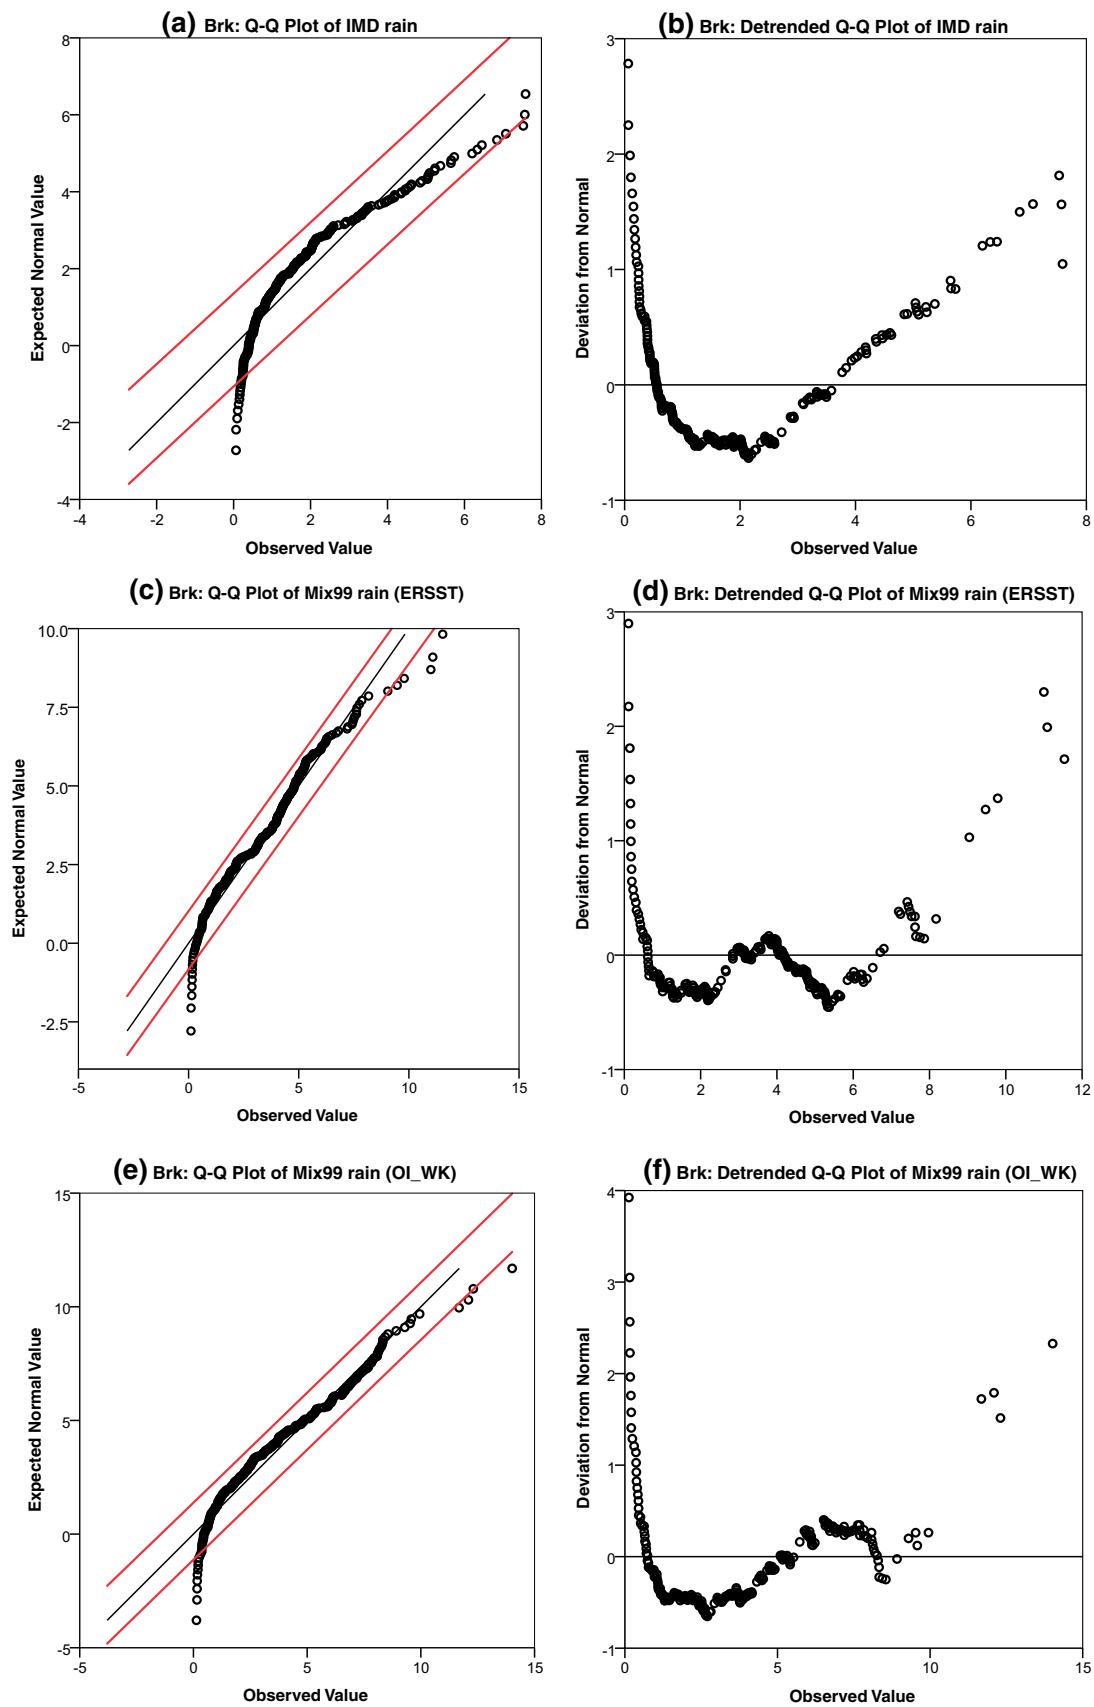 (a) Brk: Q-Q Plot of IMD rain
8
6
4
2
0
-2
-4
-4 -2 0 2 4 6 8
Expected Normal Value
Observed Value
(b) Brk: Detrended Q-Q Plot of IMD rain
3
2
1
0
-1
0 2 4 6 8
Deviation from Normal
Observed Value
(c) Brk: Q-Q Plot of Mix99 rain (ERSST)
10.0
7.5
5.0
2.5
0.0
-2.5
-5 0 5 10 15
Expected Normal Value
Observed Value
(d) Brk: Detrended Q-Q Plot of Mix99 rain (ERSST)
3
2
1
0
-1
0 2 4 6 8 10 12
Deviation from Normal
Observed Value
(e) Brk: Q-Q Plot of Mix99 rain (OI_WK)
15
10
5
0
-5
-5 0 5 10 15
Expected Normal Value
Observed Value
(f) Brk: Detrended Q-Q Plot of Mix99 rain (OI_WK)
4
3
2
1
0
-1
0 5 10 15
Deviation from Normal
Observed Value